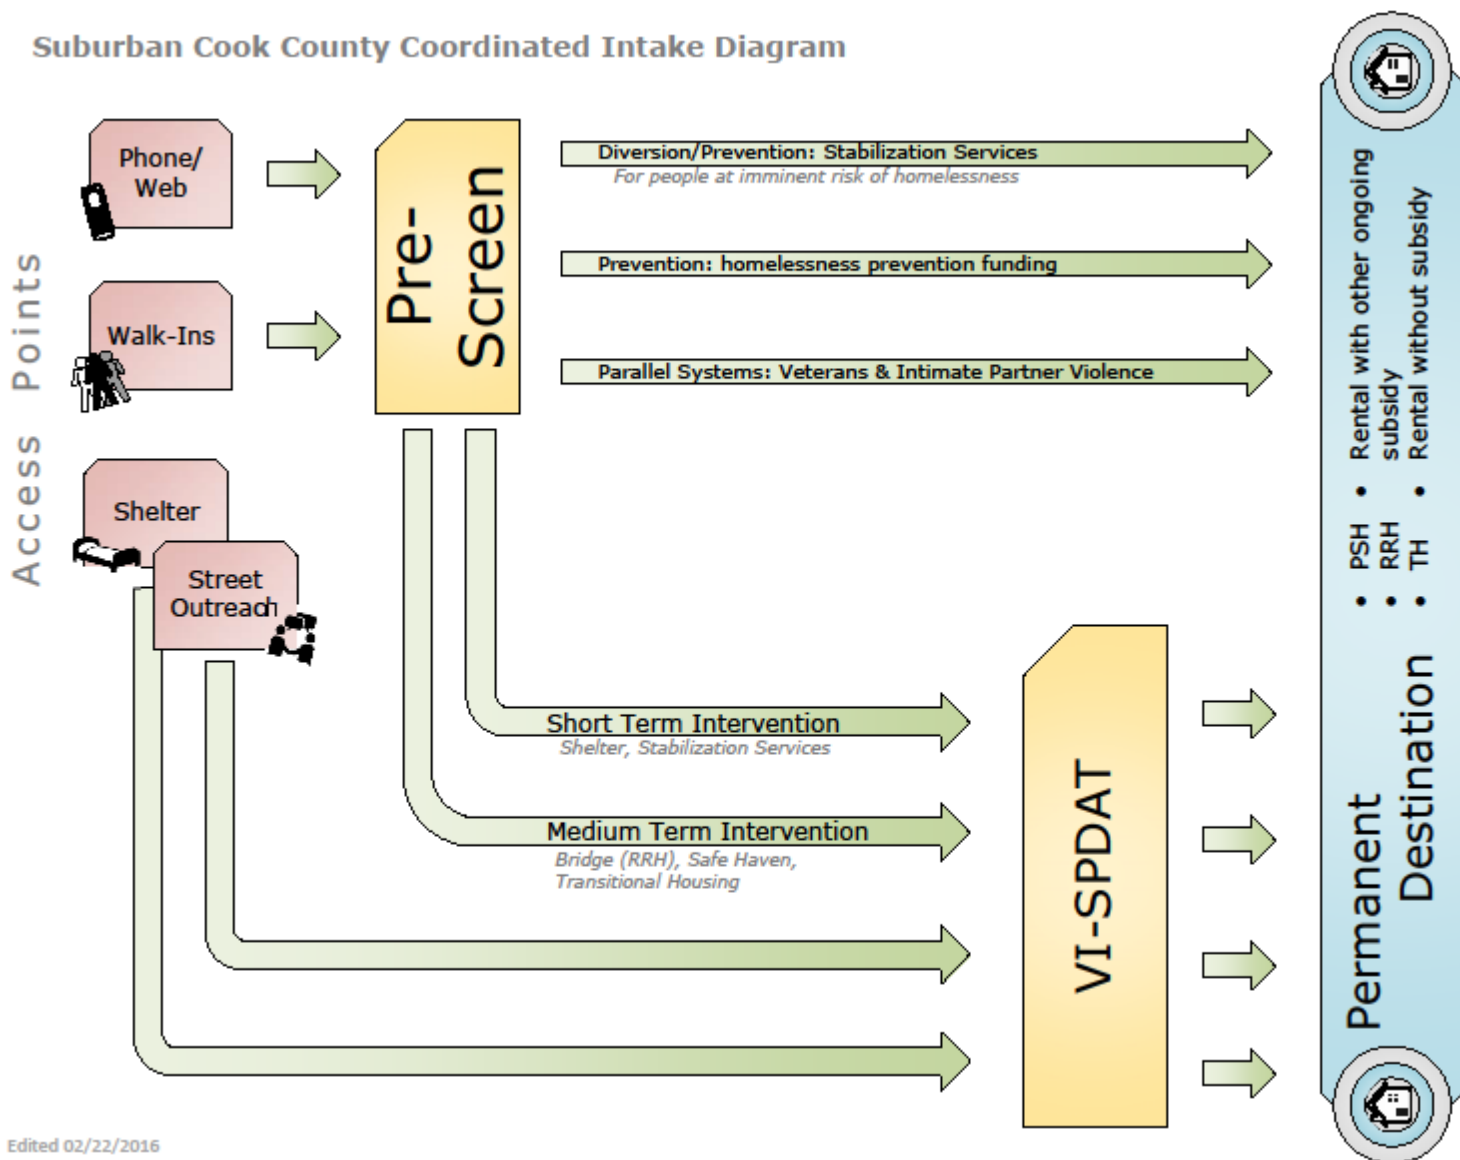 Suburban Cook County Coordinated Intake Diagram
Access Points
Phone/
Web
Walk-Ins
Shelter
Street
Outreach
Pre-
Screen
Diversion/Prevention: Stabilization Services
For people at imminent risk of homelessness
Prevention: homelessness prevention funding
Parallel Systems: Veterans & Intimate Partner Violence
Short Term Intervention
Shelter, Stabilization Services
Medium Term Intervention
Bridge (RRH), Safe Haven,
Transitional Housing
VI-SPDAT
Permanent
Destination
• PSH
• RRH
• TH
• Rental with other ongoing
subsidy
• Rental without subsidy
Edited 02/22/2016